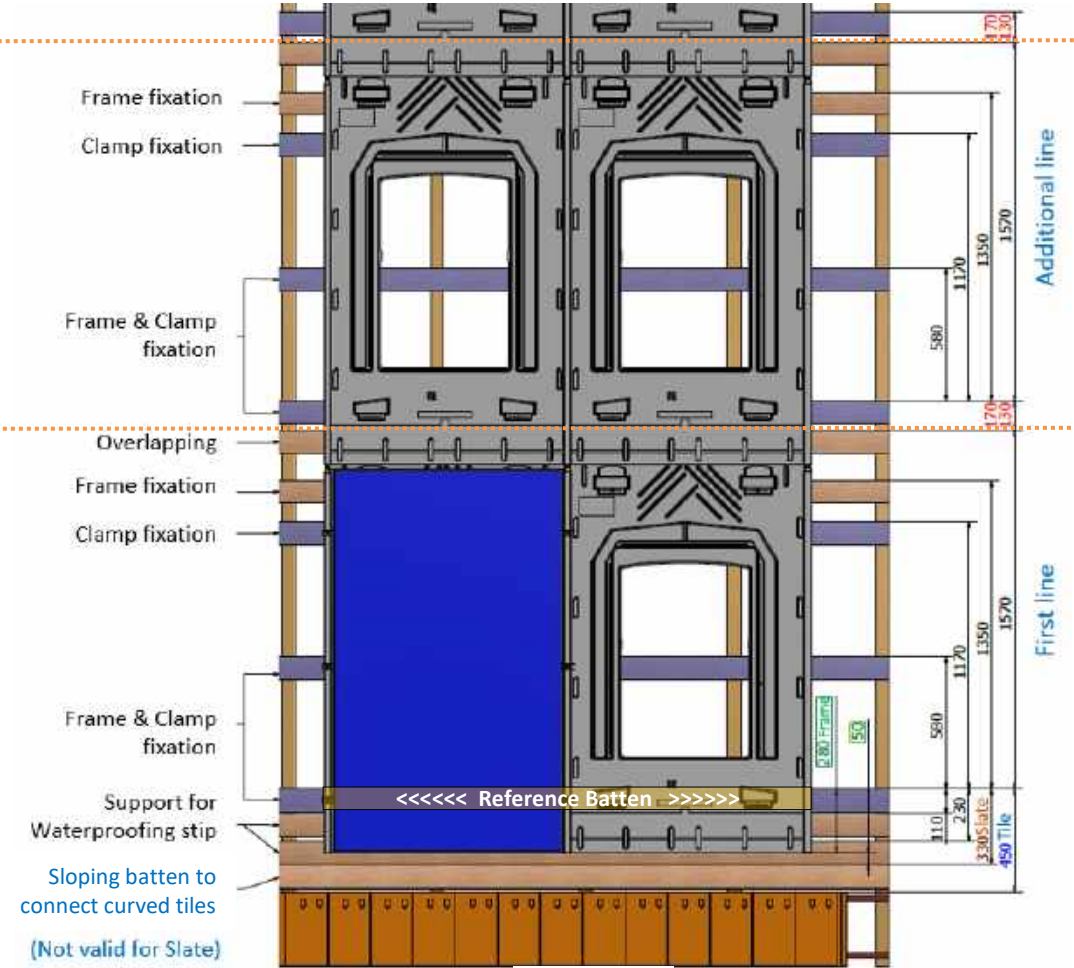 170
130
Frame fixation
Clamp fixation
Additional line
1570
1350
1170
Frame & Clamp
fixation
580
170
130
Overlapping
Frame fixation
Clamp fixation
First line
1570
1350
1170
280 Frame
50
580
Frame & Clamp
fixation
<<<<<< Reference Batten >>>>>>
Support for
Waterproofing stip
110
230
330Slate
450 Tile
Sloping batten to
connect curved tiles
(Not valid for Slate)